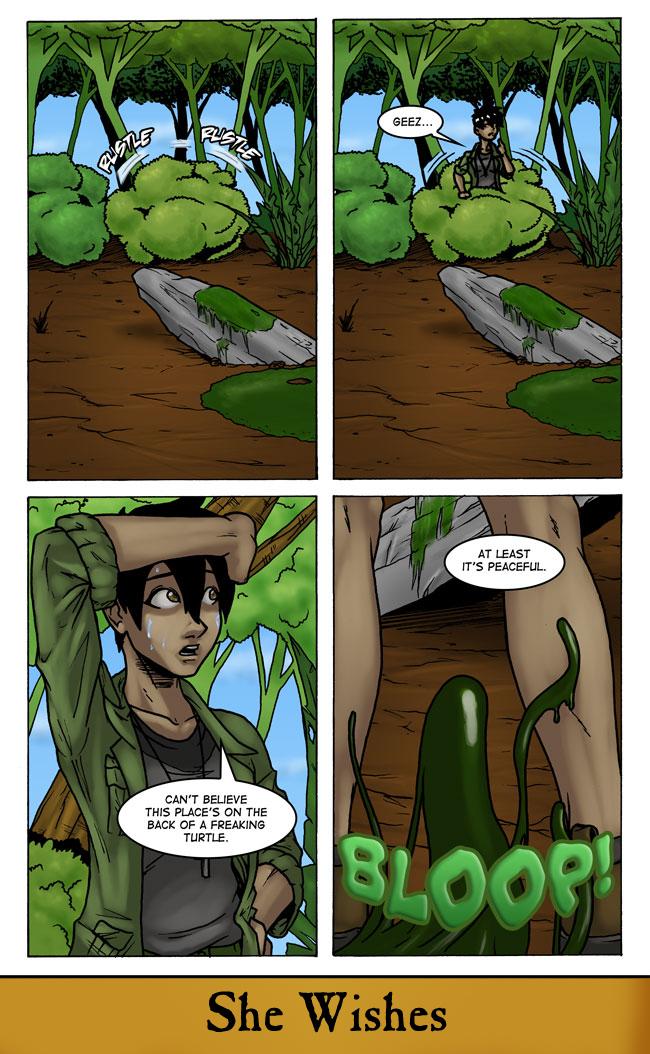 RUSTLE
RUSTLE
GEEZ...
CAN'T BELIEVE
THIS PLACE'S ON THE
BACK OF A FREAKING
TURTLE.
AT LEAST
IT'S PEACEFUL.
BLOOP!
She Wishes